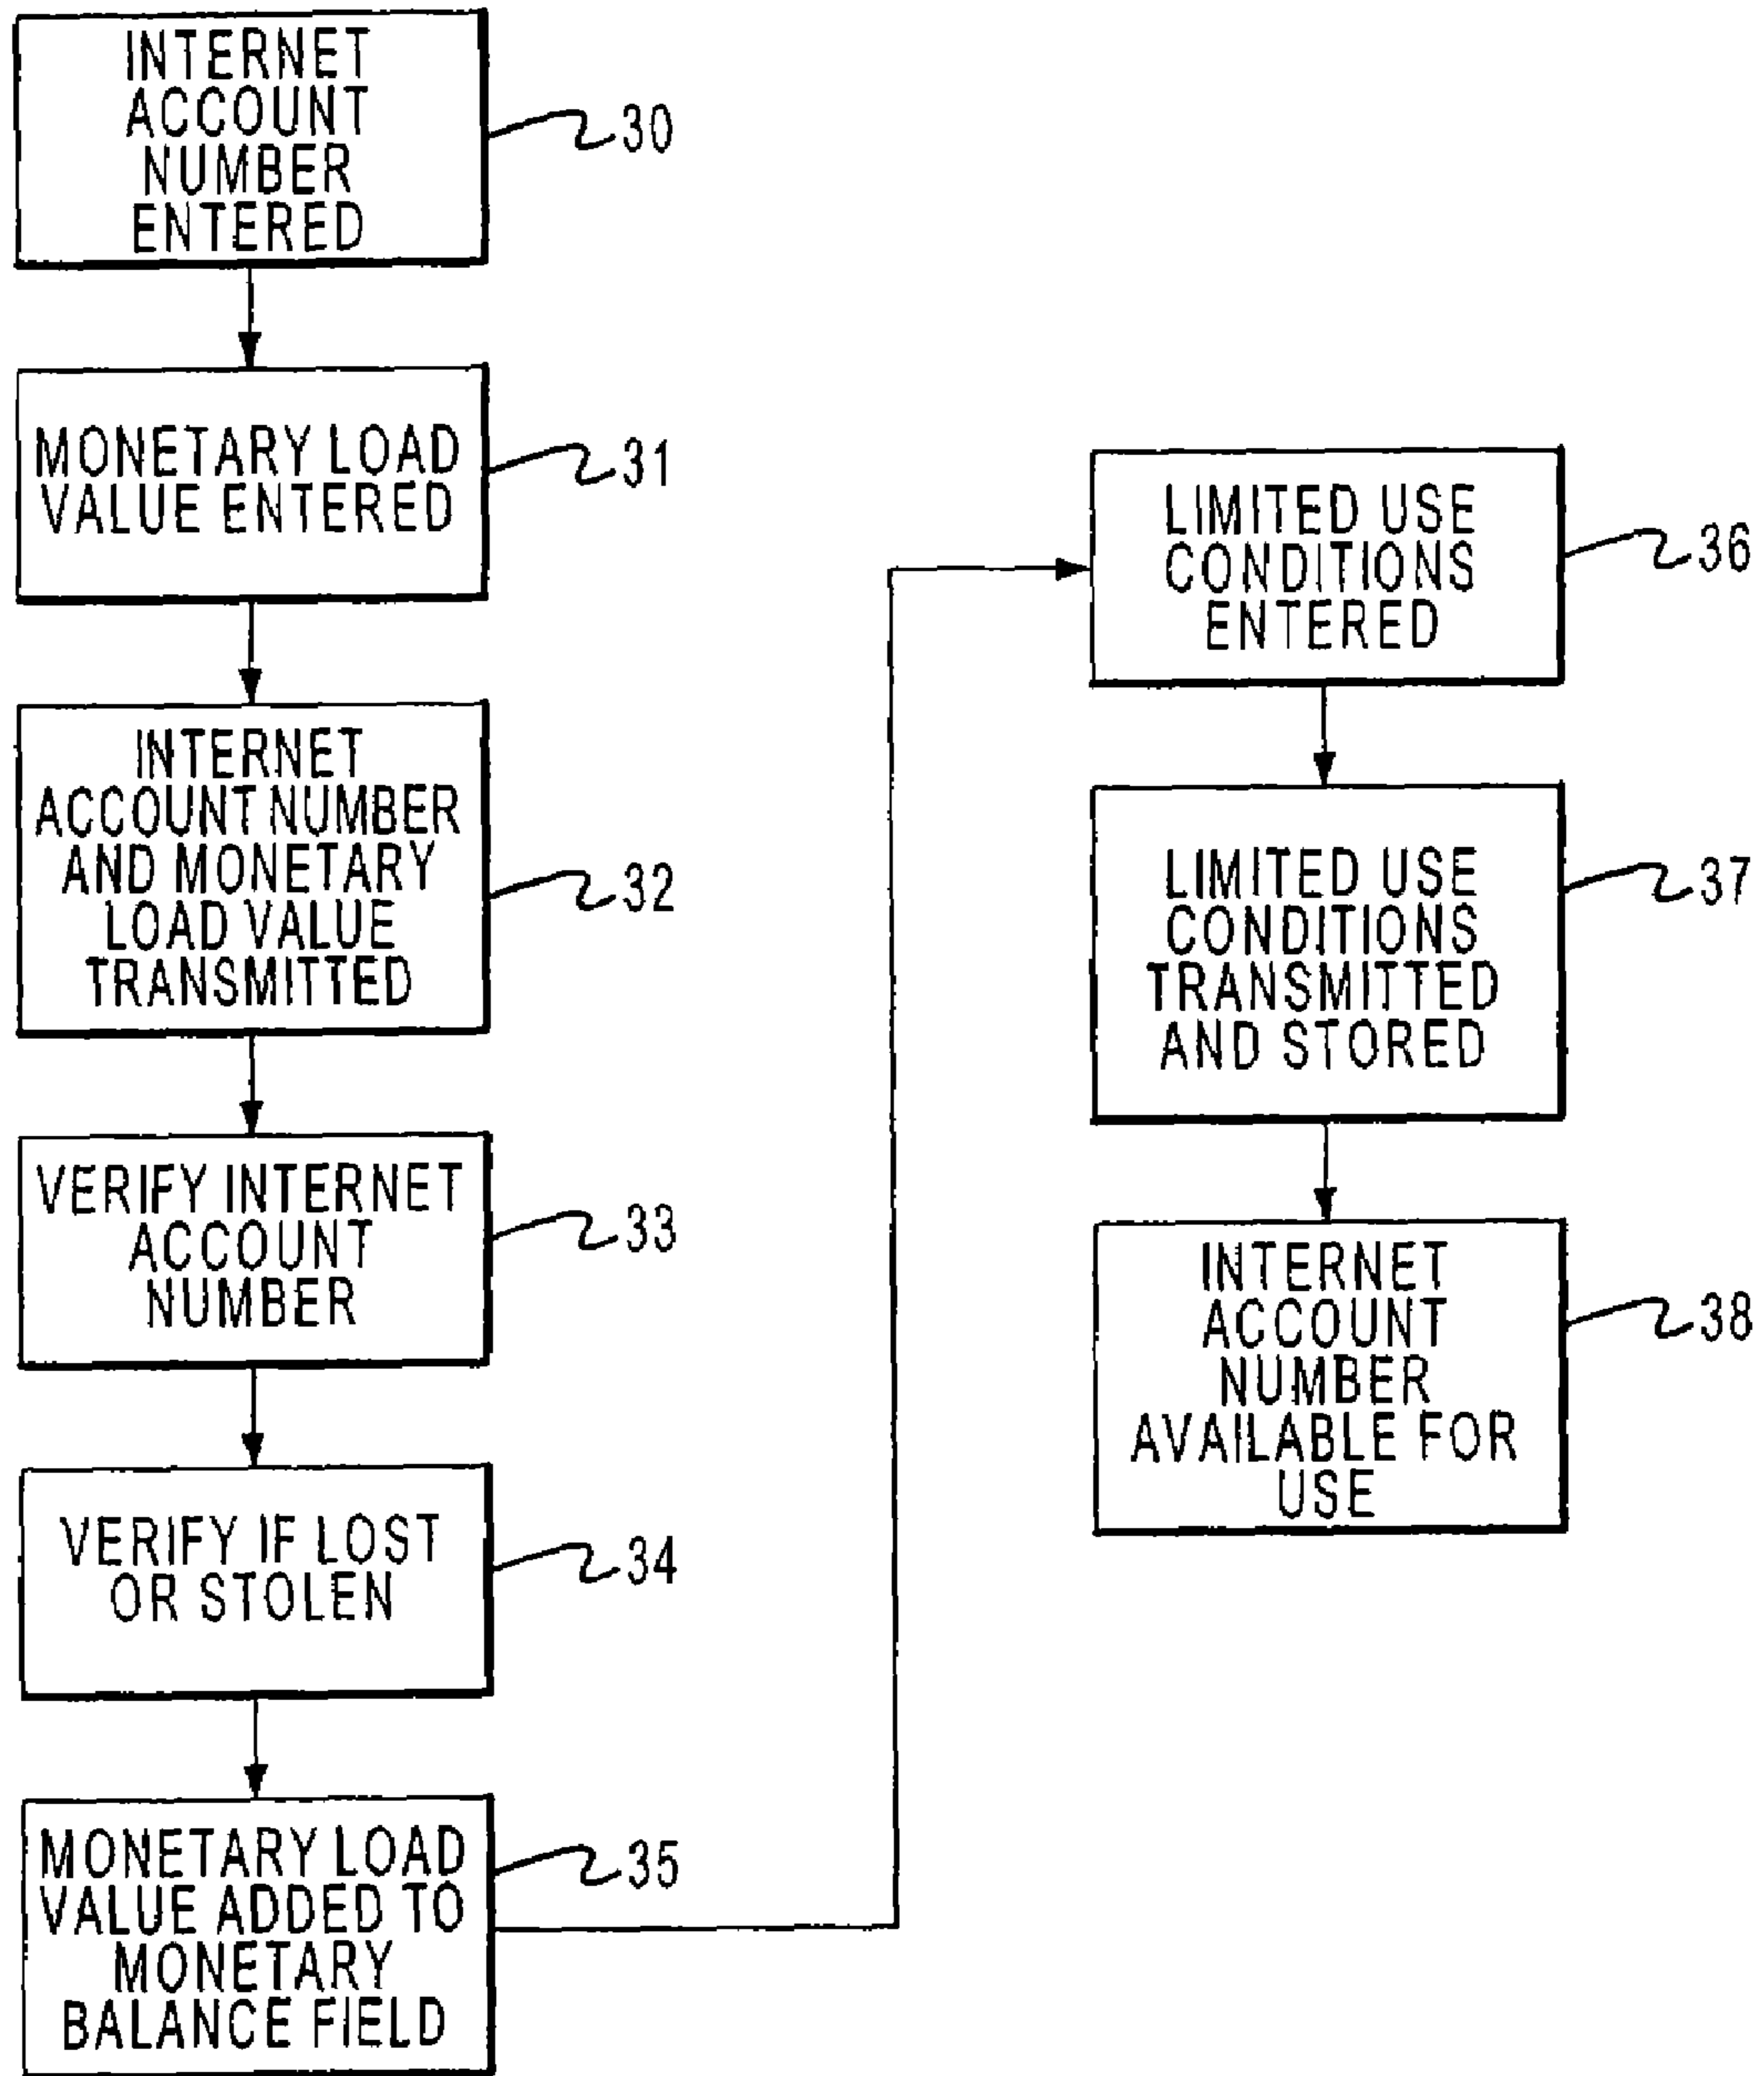 INTERNET
ACCOUNT
NUMBER
ENTERED
30
MONETARY LOAD
VALUE ENTERED
31
INTERNET
ACCOUNT NUMBER
AND MONETARY
LOAD VALUE
TRANSMITTED
32
VERIFY INTERNET
ACCOUNT
NUMBER
33
VERIFY IF LOST
OR STOLEN
34
MONETARY LOAD
VALUE ADDED TO
MONETARY
BALANCE FIELD
35
LIMITED USE
CONDITIONS
ENTERED
36
LIMITED USE
CONDITIONS
TRANSMITTED
AND STORED
37
INTERNET
ACCOUNT
NUMBER
AVAILABLE FOR
USE
38